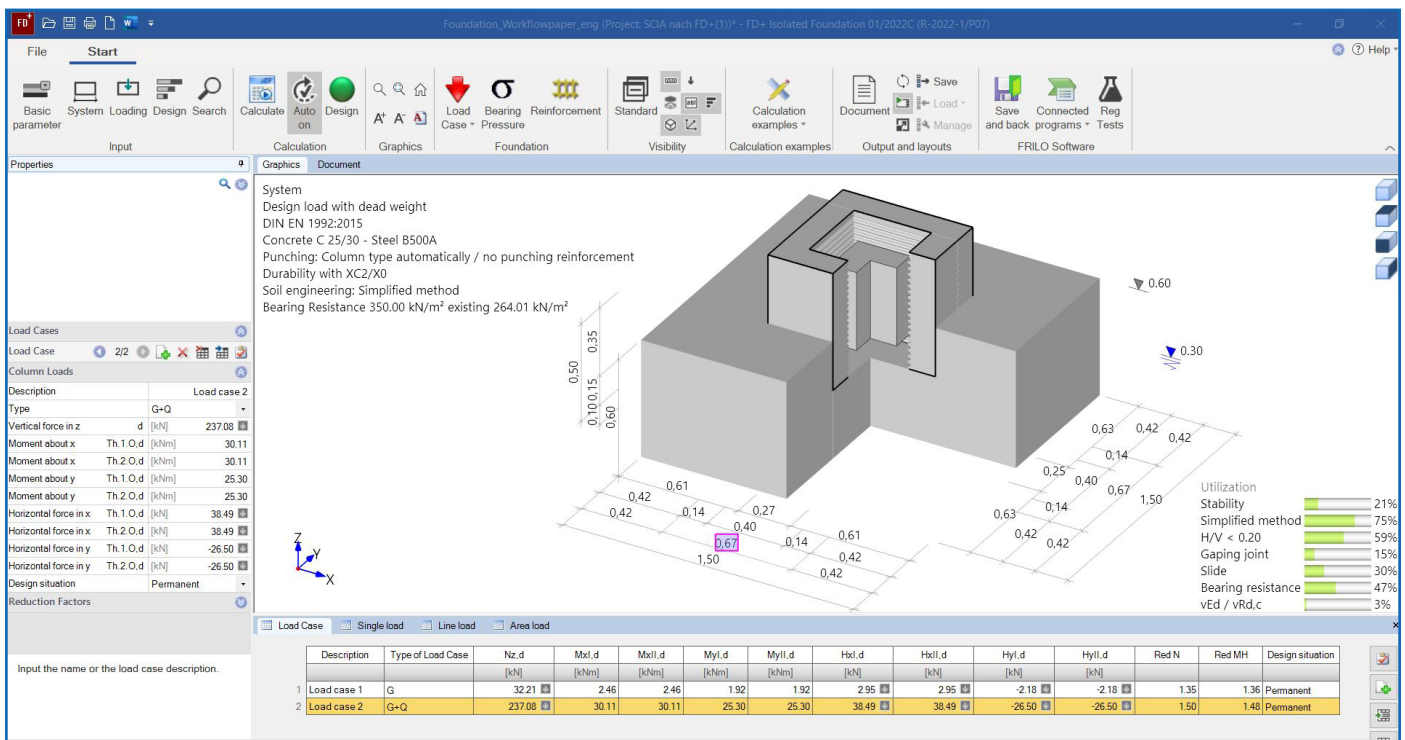 FD+ Foundation_Workflowpaper_eng (Project: SCIA nach FD+(1))* - FD+ Isolated Foundation 01/2022C (R-2022-1/P07)
File Start Help
Basic parameter System Loading Design Search Calculate Auto on Design A+ A- A Load Case Bearing Pressure Reinforcement Standard Calculation examples Document Save Load Manage Save and back Connected programs Reg Tests
Input Calculation Graphics Foundation Visibility Calculation examples Output and layouts FRILO Software
Properties
Graphics Document
System
Design load with dead weight
DIN EN 1992:2015
Concrete C 25/30 - Steel B500A
Punching: Column type automatically / no punching reinforcement
Durability with XC2/X0
Soil engineering: Simplified method
Bearing Resistance 350.00 kN/m² existing 264.01 kN/m²
0.60
0.30
0,35
0,50
0,15
0,10
0,60
0,61
0,42
0,42 0,14 0,27
0,40
0,67 0,14 0,61
1,50 0,42
0,42
0,63 0,42
0,42
0,14
0,25 0,40
0,67
1,50
0,63 0,14
0,42 0,42
Z
Y
X
Utilization
Stability 21%
Simplified method 75%
H/V < 0.20 59%
Gaping joint 15%
Slide 30%
Bearing resistance 47%
vEd / vRd,c 3%
Load Cases
Load Case 2/2
Column Loads
Description Load case 2
Type G+Q
Vertical force in z d [kN] 237.08
Moment about x Th.1.O,d [kNm] 30.11
Moment about x Th.2.O,d [kNm] 30.11
Moment about y Th.1.O,d [kNm] 25.30
Moment about y Th.2.O,d [kNm] 25.30
Horizontal force in x Th.1.O,d [kN] 38.49
Horizontal force in x Th.2.O,d [kN] 38.49
Horizontal force in y Th.1.O,d [kN] -26.50
Horizontal force in y Th.2.O,d [kN] -26.50
Design situation Permanent
Reduction Factors
Input the name or the load case description.
Load Case Single load Line load Area load
Description Type of Load Case Nz,d MxI,d MxII,d MyI,d MyII,d HxI,d HxII,d HyI,d HyII,d Red N Red MH Design situation
[kN] [kNm] [kNm] [kNm] [kNm] [kN] [kN] [kN] [kN]
1 Load case 1 G 32.21 2.46 2.46 1.92 1.92 2.95 2.95 -2.18 -2.18 1.35 1.36 Permanent
2 Load case 2 G+Q 237.08 30.11 30.11 25.30 25.30 38.49 38.49 -26.50 -26.50 1.50 1.48 Permanent